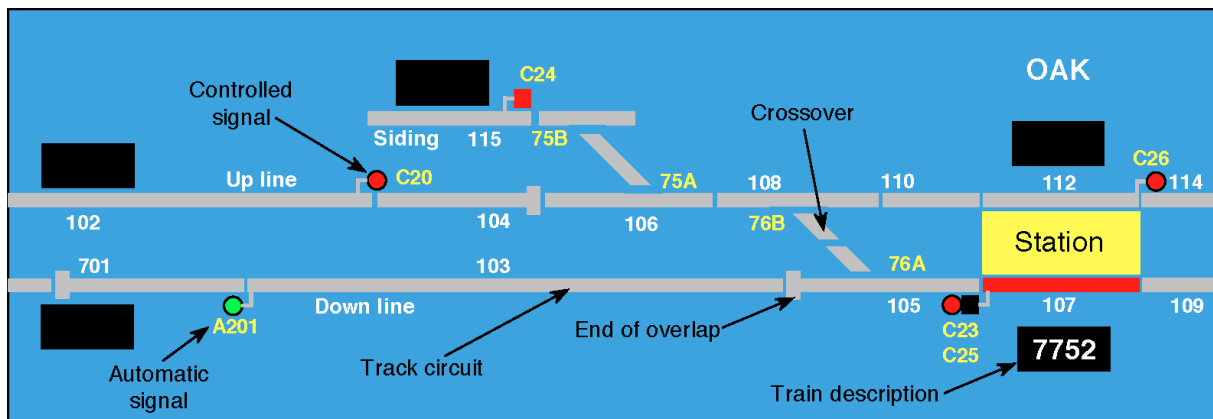 OAK
C24
Controlled
signal
Crossover
Siding
115
75B
C26
Up line
C20
75A
108
110
112
114
102
104
106
76B
Station
701
103
76A
A201
Down line
105
107
109
End of overlap
C23
C25
7752
Track circuit
Automatic
signal
Train description